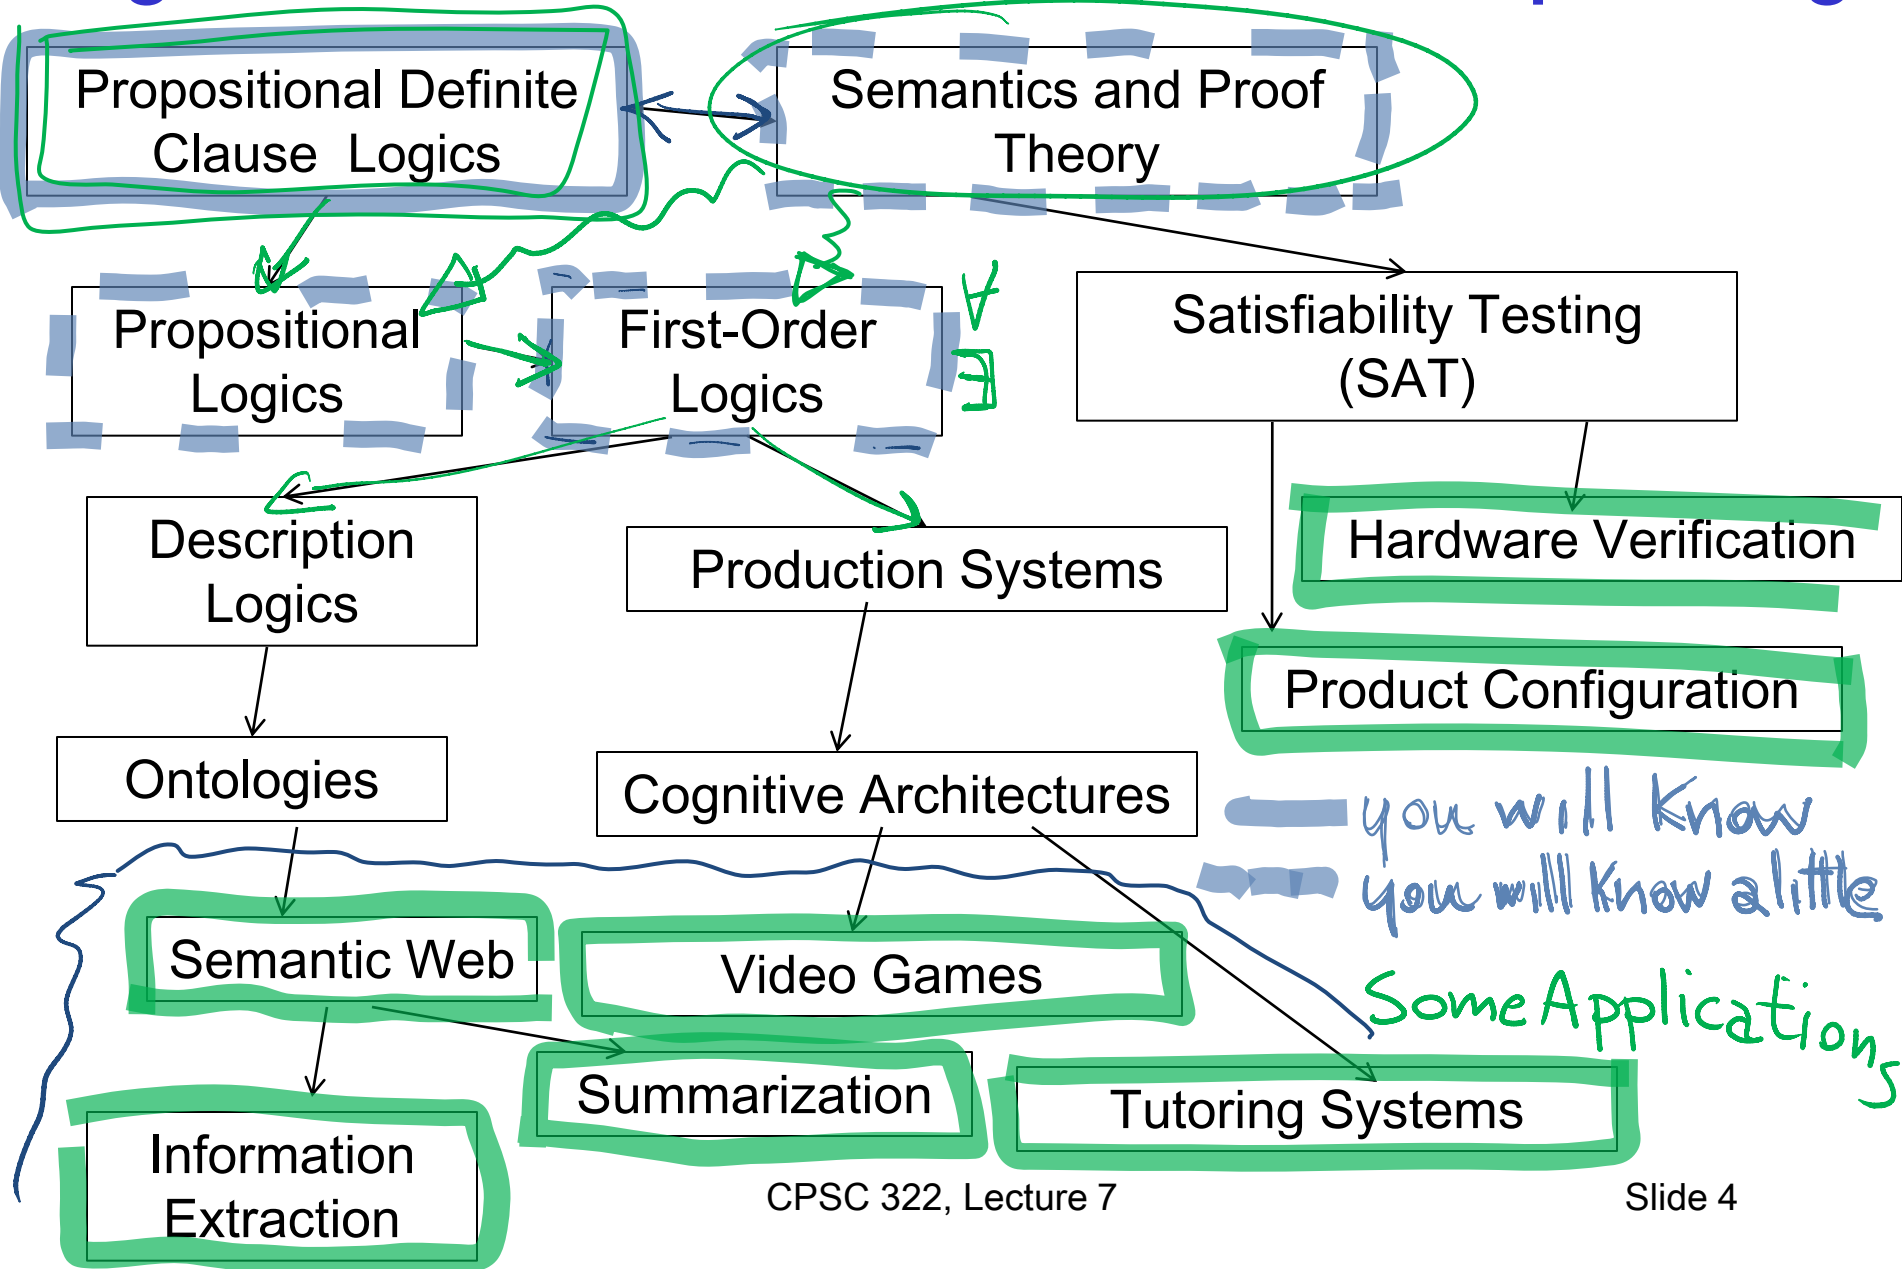 Propositional Definite
Clause Logics
Semantics and Proof
Theory
Propositional
Logics
First-Order
Logics
∀
∃
Satisfiability Testing
(SAT)
Description
Logics
Production Systems
Hardware Verification
Product Configuration
Ontologies
Cognitive Architectures
you will know
you will know a little
Semantic Web
Video Games
Some Applications
Summarization
Tutoring Systems
Information
Extraction
CPSC 322, Lecture 7
Slide 4